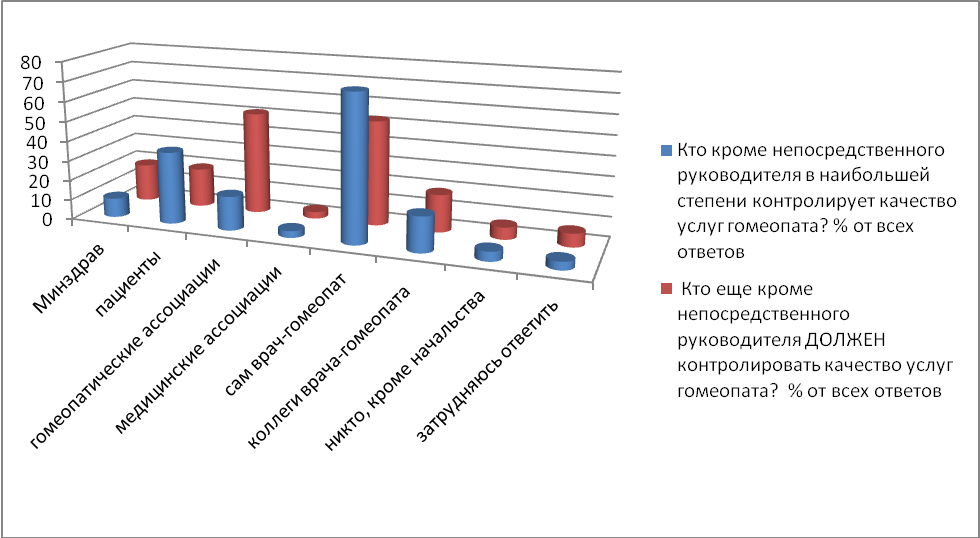 80
70
60
50
40
30
20
10
0
Минздрав
пациенты
гомеопатические ассоциации
медицинские ассоциации
сам врач-гомеопат
коллеги врача-гомеопата
никто, кроме начальства
затрудняюсь ответить
Кто кроме непосредственного
руководителя в наибольшей
степени контролирует качество
услуг гомеопата? % от всех
ответов
Кто еще кроме
непосредственного
руководителя ДОЛЖЕН
контролировать качество услуг
гомеопата?  % от всех ответов